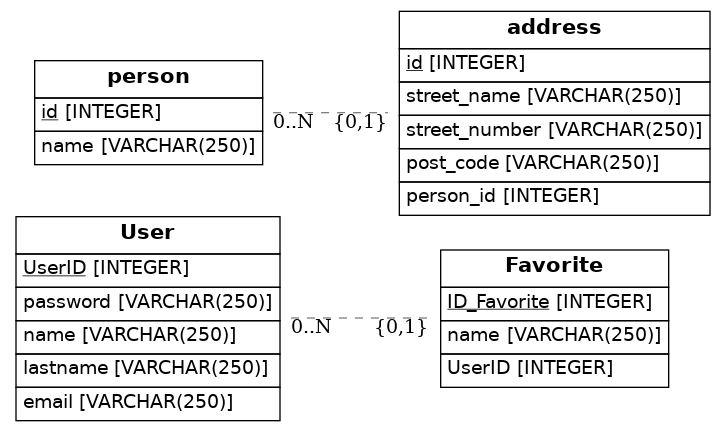 person
id [INTEGER]
name [VARCHAR(250)]
0..N {0,1}
address
id [INTEGER]
street_name [VARCHAR(250)]
street_number [VARCHAR(250)]
post_code [VARCHAR(250)]
person_id [INTEGER]
User
UserID [INTEGER]
password [VARCHAR(250)]
name [VARCHAR(250)]
lastname [VARCHAR(250)]
email [VARCHAR(250)]
0..N {0,1}
Favorite
ID_Favorite [INTEGER]
name [VARCHAR(250)]
UserID [INTEGER]